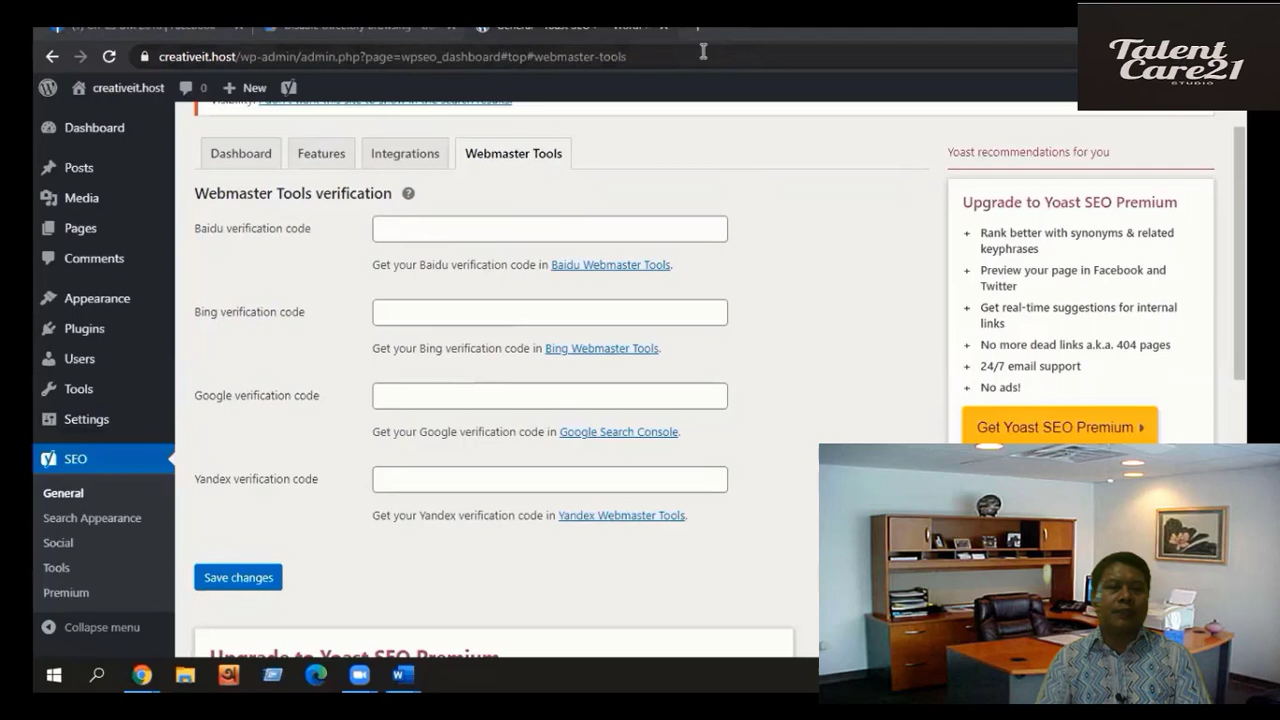 Talent
Care21
STUDIO
creativeit.host/wp-admin/admin.php?page=wpseo_dashboard#top#webmaster-tools
creativeit.host 0 New
Dashboard
Posts
Media
Pages
Comments
Appearance
Plugins
Users
Tools
Settings
SEO
General
Search Appearance
Social
Tools
Premium
Collapse menu
Dashboard Features Integrations Webmaster Tools
Webmaster Tools verification ?
Baidu verification code
Get your Baidu verification code in Baidu Webmaster Tools.
Bing verification code
Get your Bing verification code in Bing Webmaster Tools.
Google verification code
Get your Google verification code in Google Search Console.
Yandex verification code
Get your Yandex verification code in Yandex Webmaster Tools.
Save changes
Upgrade to Yoast SEO Premium
Yoast recommendations for you
Upgrade to Yoast SEO Premium
+ Rank better with synonyms & related
keyphrases
+ Preview your page in Facebook and
Twitter
+ Get real-time suggestions for internal
links
+ No more dead links a.k.a. 404 pages
+ 24/7 email support
+ No ads!
Get Yoast SEO Premium